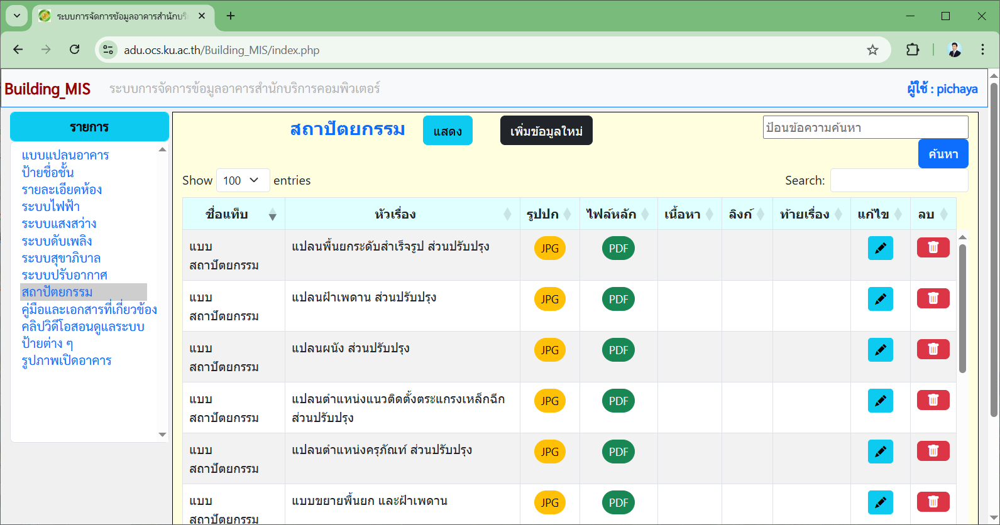 ระบบการจัดการข้อมูลอาคารสำนักบริ
adu.ocs.ku.ac.th/Building_MIS/index.php
Building_MIS ระบบการจัดการข้อมูลอาคารสำนักบริการคอมพิวเตอร์ ผู้ใช้ : pichaya
รายการ
แบบแปลนอาคาร
ป้ายชื่อชั้น
รายละเอียดห้อง
ระบบไฟฟ้า
ระบบแสงสว่าง
ระบบดับเพลิง
ระบบสุขาภิบาล
ระบบปรับอากาศ
สถาปัตยกรรม
คู่มือและเอกสารที่เกี่ยวข้อง
คลิปวิดีโอสอนดูแลระบบ
ป้ายต่าง ๆ
รูปภาพเปิดอาคาร
สถาปัตยกรรม แสดง เพิ่มข้อมูลใหม่ ป้อนข้อความค้นหา
ค้นหา
Show 100 entries Search:
ชื่อแท็บ หัวเรื่อง รูปปก ไฟล์หลัก เนื้อหา ลิงก์ ท้ายเรื่อง แก้ไข ลบ
แบบ แปลนพื้นยกระดับสำเร็จรูป ส่วนปรับปรุง JPG PDF
สถาปัตยกรรม
แบบ แปลนฝ้าเพดาน ส่วนปรับปรุง JPG PDF
สถาปัตยกรรม
แบบ แปลนผนัง ส่วนปรับปรุง JPG PDF
สถาปัตยกรรม
แบบ แปลนตำแหน่งแนวติดตั้งตระแกรงเหล็กฉีก JPG PDF
สถาปัตยกรรม ส่วนปรับปรุง
แบบ แปลนตำแหน่งครุภัณฑ์ ส่วนปรับปรุง JPG PDF
สถาปัตยกรรม
แบบ แบบขยายพื้นยก และฝ้าเพดาน JPG PDF
สถาปัตยกรรม